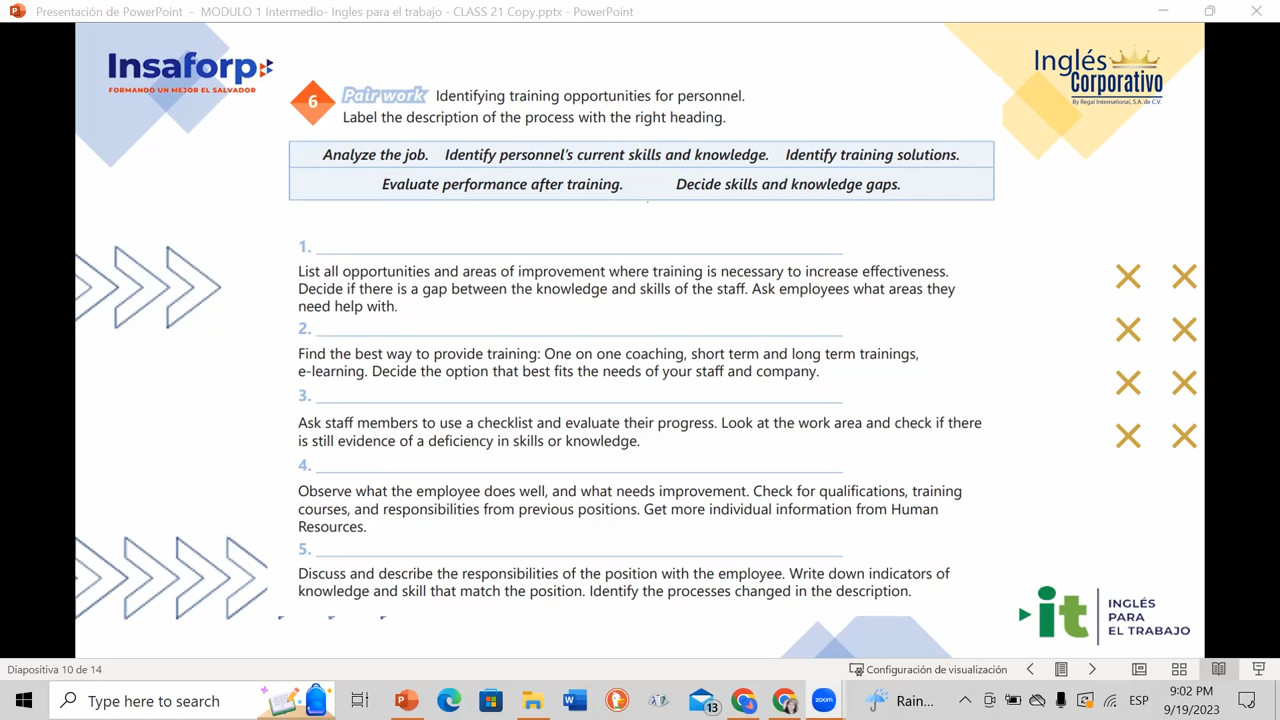 Presentación de PowerPoint - MODULO 1 Intermedio- Ingles para el trabajo - CLASS 21 Copy.pptx - PowerPoint
Insaforp
FORMANDO UN MEJOR EL SALVADOR
Inglés
Corporativo
By Regal International, S.A. de C.V.
6 Pair work Identifying training opportunities for personnel.
Label the description of the process with the right heading.
Analyze the job. Identify personnel's current skills and knowledge. Identify training solutions.
Evaluate performance after training. Decide skills and knowledge gaps.
1.
List all opportunities and areas of improvement where training is necessary to increase effectiveness.
Decide if there is a gap between the knowledge and skills of the staff. Ask employees what areas they
need help with.
2.
Find the best way to provide training: One on one coaching, short term and long term trainings,
e-learning. Decide the option that best fits the needs of your staff and company.
3.
Ask staff members to use a checklist and evaluate their progress. Look at the work area and check if there
is still evidence of a deficiency in skills or knowledge.
4.
Observe what the employee does well, and what needs improvement. Check for qualifications, training
courses, and responsibilities from previous positions. Get more individual information from Human
Resources.
5.
Discuss and describe the responsibilities of the position with the employee. Write down indicators of
knowledge and skill that match the position. Identify the processes changed in the description.
it
INGLÉS
PARA
EL TRABAJO
Diapositiva 10 de 14
Configuración de visualización
Type here to search
13
zoom
Rain...
ESP
9:02 PM
9/19/2023